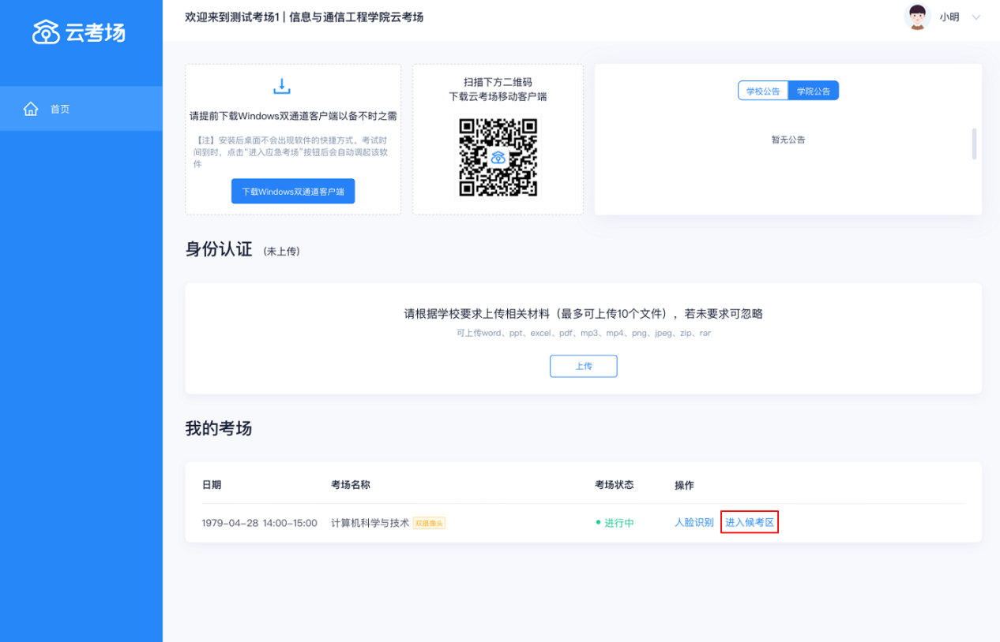 云考场
首页
欢迎来到测试考场1 | 信息与通信工程学院云考场
小明
请提前下载Windows双通道客户端以备不时之需
【注】安装后桌面不会出现软件的快捷方式。考试时
间到时，点击“进入应急考场”按钮后会自动调起该软
件
下载Windows双通道客户端
扫描下方二维码
下载云考场移动客户端
学校公告 学院公告
暂无公告
身份认证 (未上传)
请根据学校要求上传相关材料（最多可上传10个文件），若未要求可忽略
可上传word、ppt、excel、pdf、mp3、mp4、png、jpeg、zip、rar
上传
我的考场
日期 考场名称 考场状态 操作
1979-04-28 14:00-15:00 计算机科学与技术 双摄像头 进行中 人脸识别 进入候考区